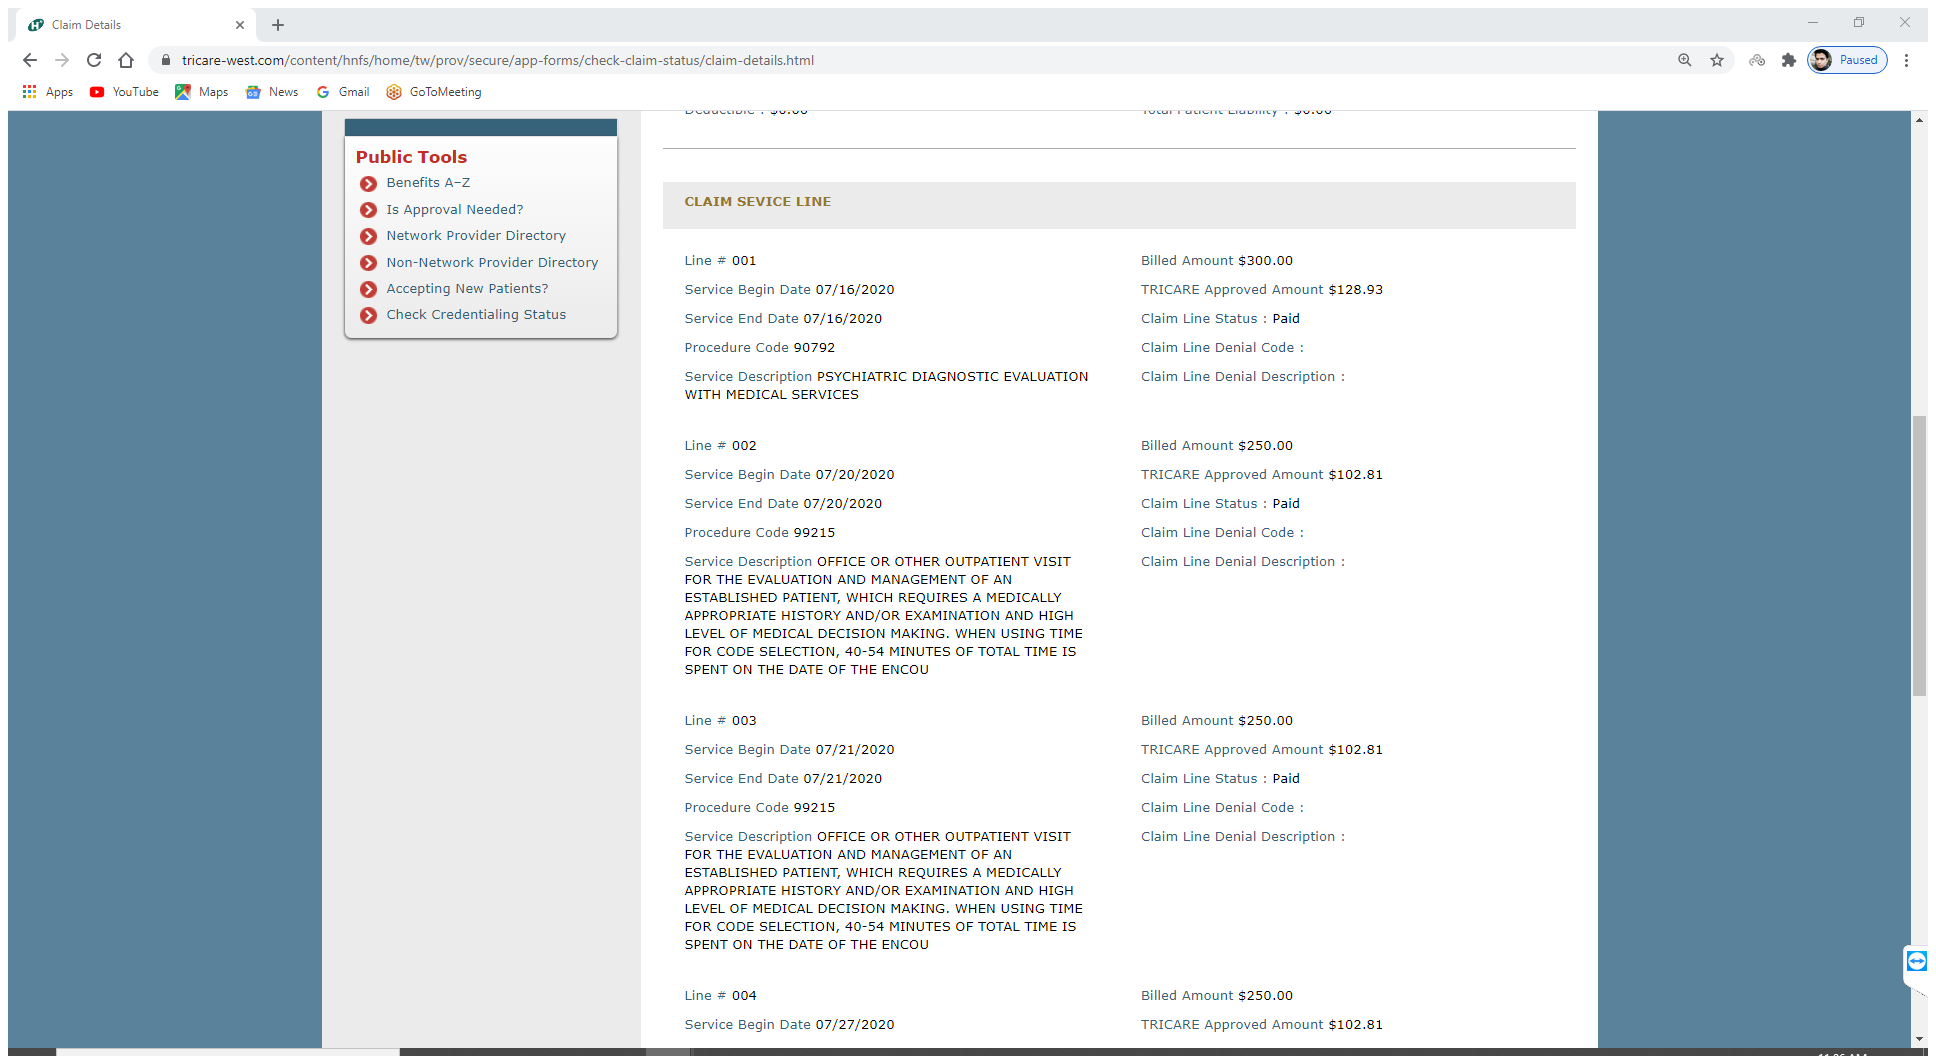 Claim Details
tricare-west.com/content/hnfs/home/tw/prov/secure/app-forms/check-claim-status/claim-details.html
Paused
Apps
YouTube
Maps
News
Gmail
GoToMeeting
Deductible : $0.00
Total Patient Liability : $0.00
Public Tools
Benefits A–Z
Is Approval Needed?
Network Provider Directory
Non-Network Provider Directory
Accepting New Patients?
Check Credentialing Status
CLAIM SEVICE LINE
Line # 001
Billed Amount $300.00
Service Begin Date 07/16/2020
TRICARE Approved Amount $128.93
Service End Date 07/16/2020
Claim Line Status : Paid
Procedure Code 90792
Claim Line Denial Code :
Service Description PSYCHIATRIC DIAGNOSTIC EVALUATION
WITH MEDICAL SERVICES
Claim Line Denial Description :
Line # 002
Billed Amount $250.00
Service Begin Date 07/20/2020
TRICARE Approved Amount $102.81
Service End Date 07/20/2020
Claim Line Status : Paid
Procedure Code 99215
Claim Line Denial Code :
Service Description OFFICE OR OTHER OUTPATIENT VISIT
FOR THE EVALUATION AND MANAGEMENT OF AN
ESTABLISHED PATIENT, WHICH REQUIRES A MEDICALLY
APPROPRIATE HISTORY AND/OR EXAMINATION AND HIGH
LEVEL OF MEDICAL DECISION MAKING. WHEN USING TIME
FOR CODE SELECTION, 40-54 MINUTES OF TOTAL TIME IS
SPENT ON THE DATE OF THE ENCOU
Claim Line Denial Description :
Line # 003
Billed Amount $250.00
Service Begin Date 07/21/2020
TRICARE Approved Amount $102.81
Service End Date 07/21/2020
Claim Line Status : Paid
Procedure Code 99215
Claim Line Denial Code :
Service Description OFFICE OR OTHER OUTPATIENT VISIT
FOR THE EVALUATION AND MANAGEMENT OF AN
ESTABLISHED PATIENT, WHICH REQUIRES A MEDICALLY
APPROPRIATE HISTORY AND/OR EXAMINATION AND HIGH
LEVEL OF MEDICAL DECISION MAKING. WHEN USING TIME
FOR CODE SELECTION, 40-54 MINUTES OF TOTAL TIME IS
SPENT ON THE DATE OF THE ENCOU
Claim Line Denial Description :
Line # 004
Billed Amount $250.00
Service Begin Date 07/27/2020
TRICARE Approved Amount $102.81